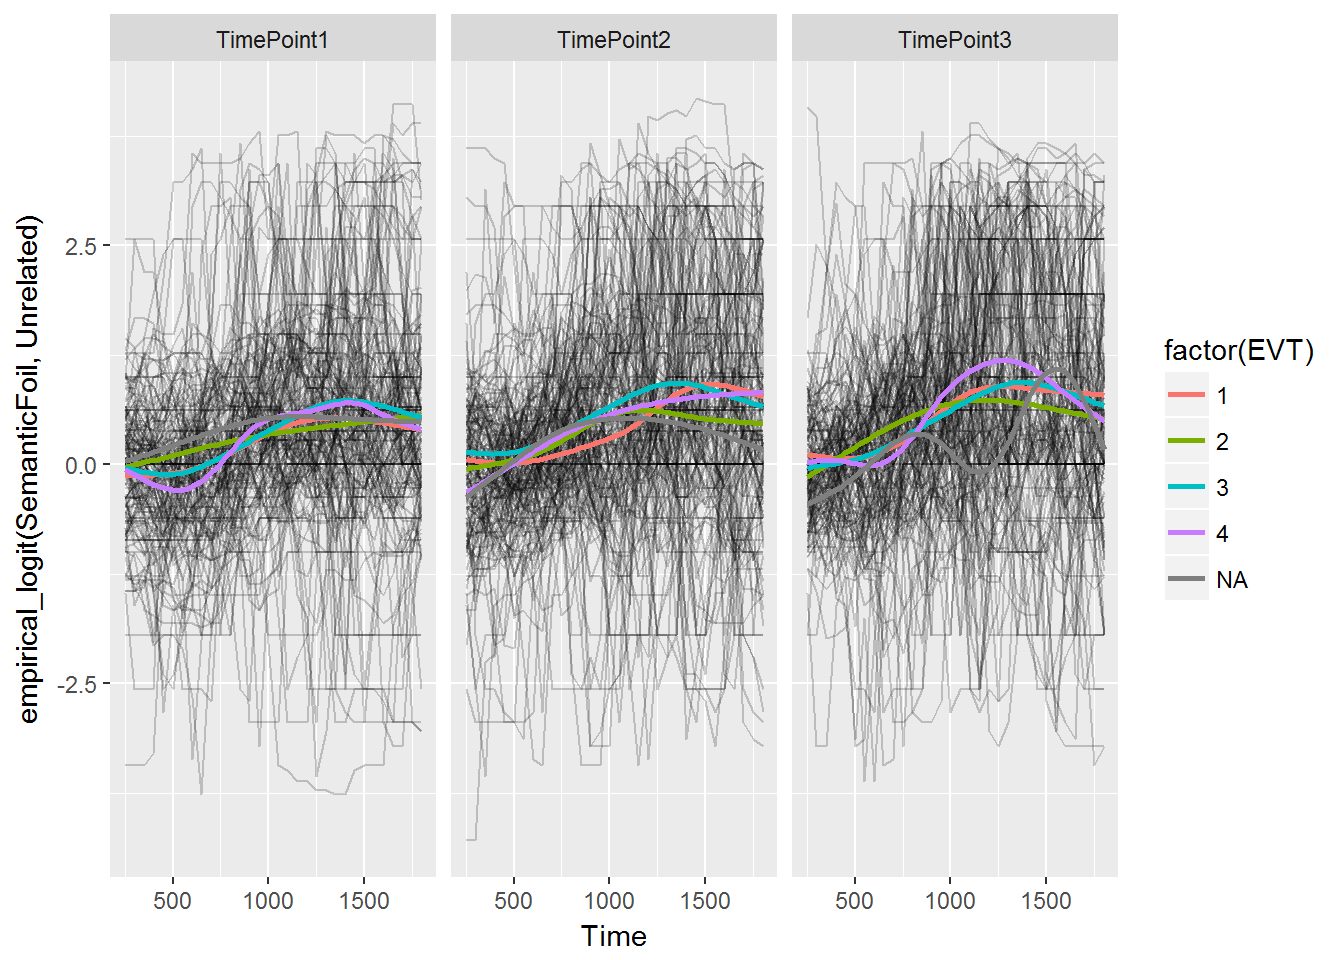 TimePoint1 TimePoint2 TimePoint3
empirical_logit(SemanticFoil, Unrelated)
2.5
0.0
-2.5
500 1000 1500 500 1000 1500 500 1000 1500
Time
factor(EVT)
1
2
3
4
NA